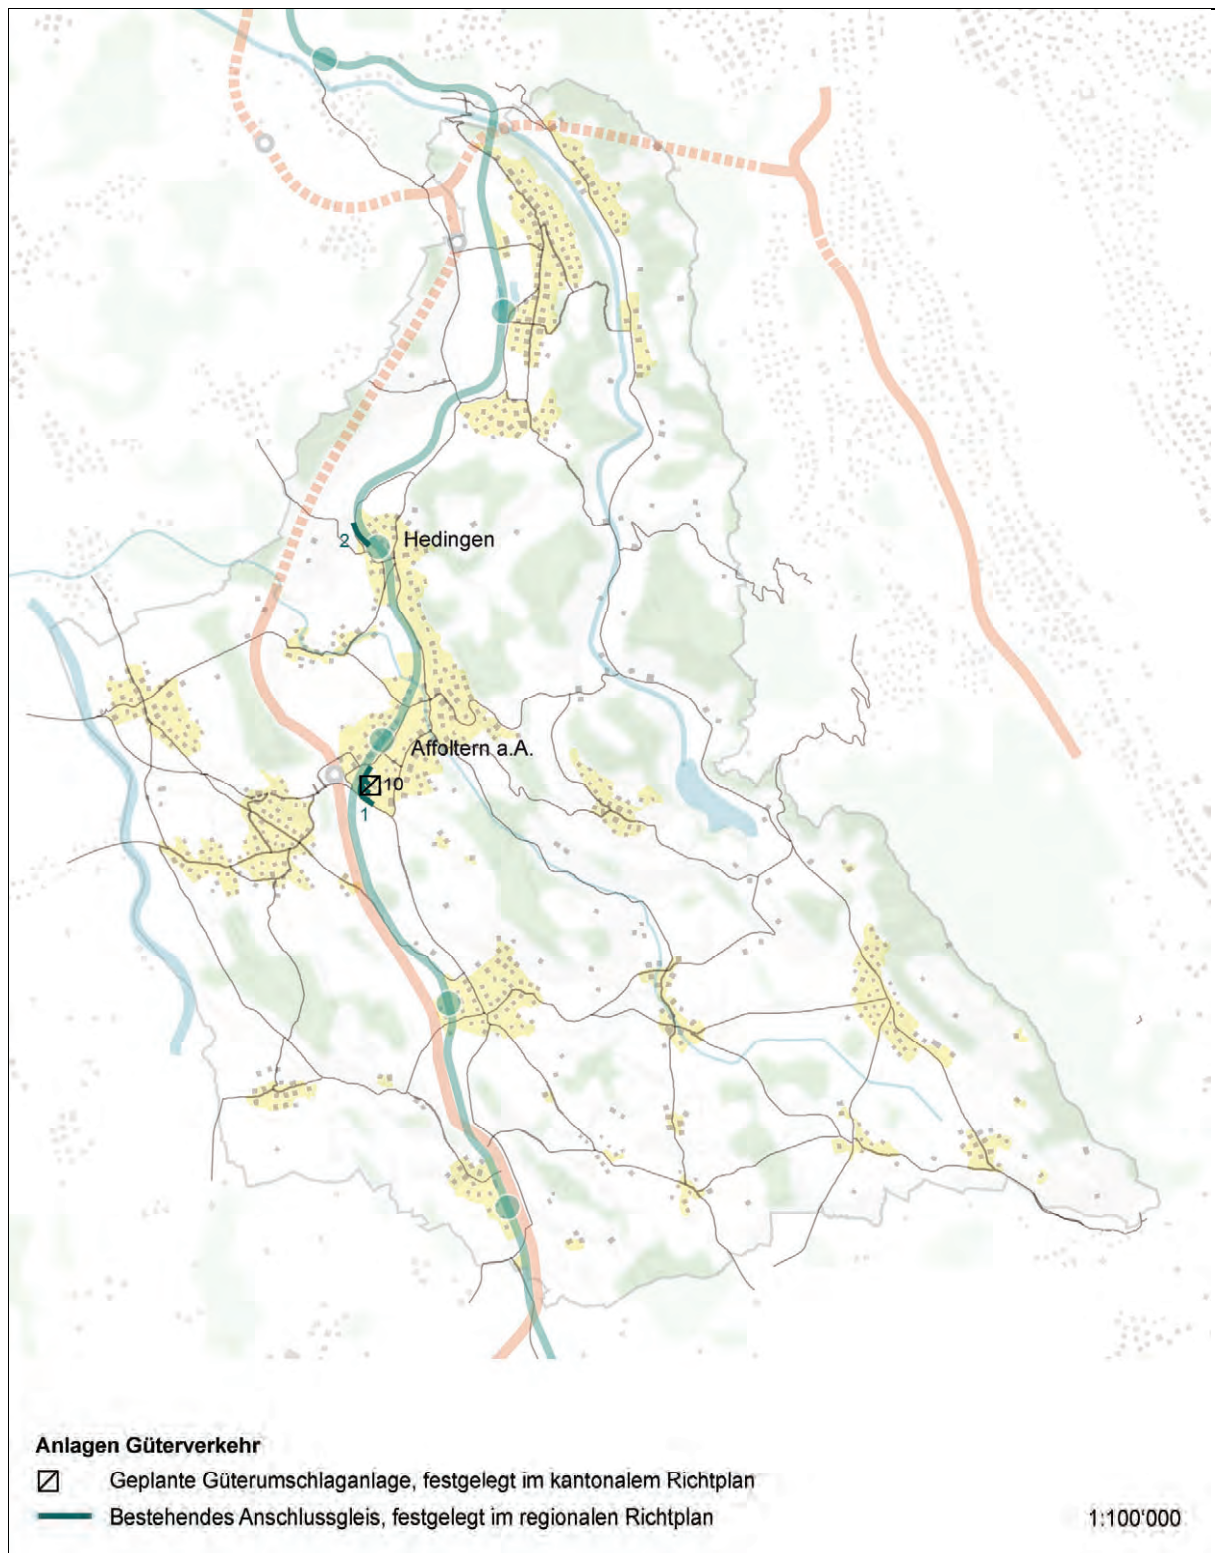 2
Hedingen
Affoltern a.A.
10
1
Anlagen Güterverkehr
Geplante Güterumschlaganlage, festgelegt im kantonalem Richtplan
Bestehendes Anschlussgleis, festgelegt im regionalen Richtplan
1:100'000